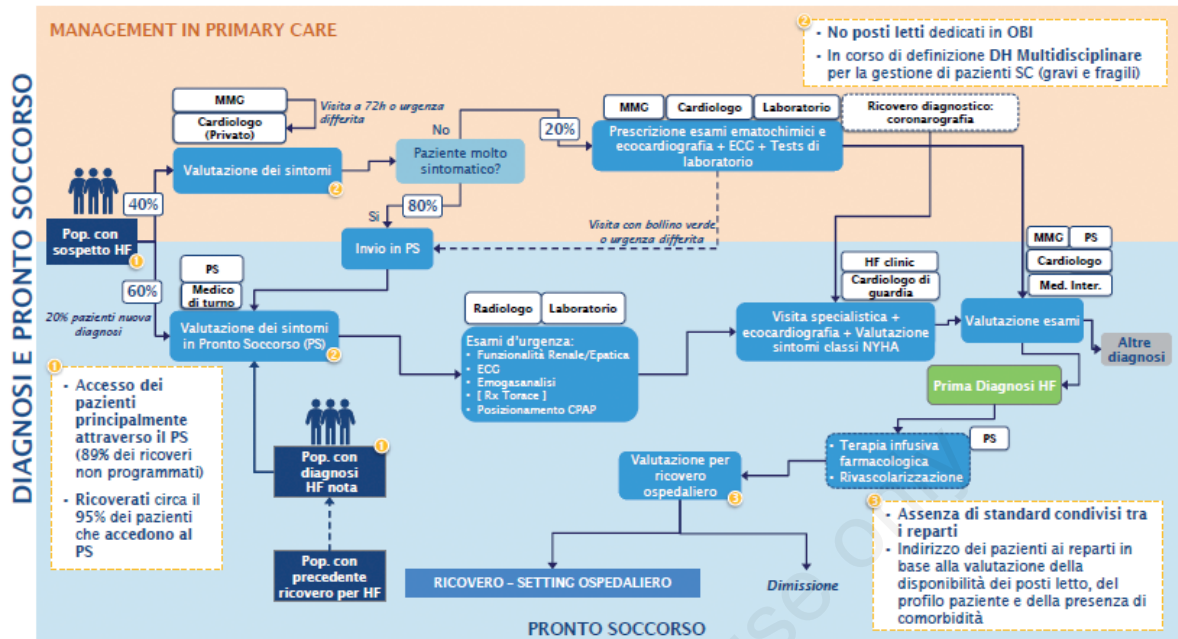 DIAGNOSI E PRONTO SOCCORSO
MANAGEMENT IN PRIMARY CARE
2
• No posti letti dedicati in OBI
• In corso di definizione DH Multidisciplinare
per la gestione di pazienti SC (gravi e fragili)
MMG
Cardiologo
(Privato)
Visita a 72h o urgenza
differita
Valutazione dei sintomi
2
No
Paziente molto
sintomatico?
20%
MMG
Cardiologo
Laboratorio
Prescrizione esami ematochimici e
ecocardiografia + ECG + Tests di
laboratorio
Ricovero diagnostico:
coronarografia
40%
Pop. con
sospetto HF
1
60%
20% pazienti nuova
diagnosi
80%
Si
Invio in PS
Visita con bollino verde
o urgenza differita
PS
Medico
di turno
Valutazione dei sintomi
in Pronto Soccorso (PS)
2
Radiologo
Laboratorio
Esami d'urgenza:
• Funzionalità Renale/Epatica
• ECG
• Emogasanalisi
• [ Rx Torace ]
• Posizionamento CPAP
HF clinic
Cardiologo di
guardia
Visita specialistica +
ecocardiografia + Valutazione
sintomi classi NYHA
MMG
PS
Cardiologo
Med. Inter.
Valutazione esami
Altre
diagnosi
Prima Diagnosi HF
1
• Accesso dei
pazienti
principalmente
attraverso il PS
(89% dei ricoveri
non programmati)
• Ricoverati circa il
95% dei pazienti
che accedono al
PS
Pop. con
diagnosi
HF nota
1
Pop. con
precedente
ricovero per HF
PS
• Terapia infusiva
farmacologica
• Rivascolarizzazione
Valutazione per
ricovero
ospedaliero
3
RICOVERO – SETTING OSPEDALIERO
Dimissione
3
• Assenza di standard condivisi tra
i reparti
• Indirizzo dei pazienti ai reparti in
base alla valutazione della
disponibilità dei posti letto, del
profilo paziente e della presenza di
comorbidità
PRONTO SOCCORSO
use only